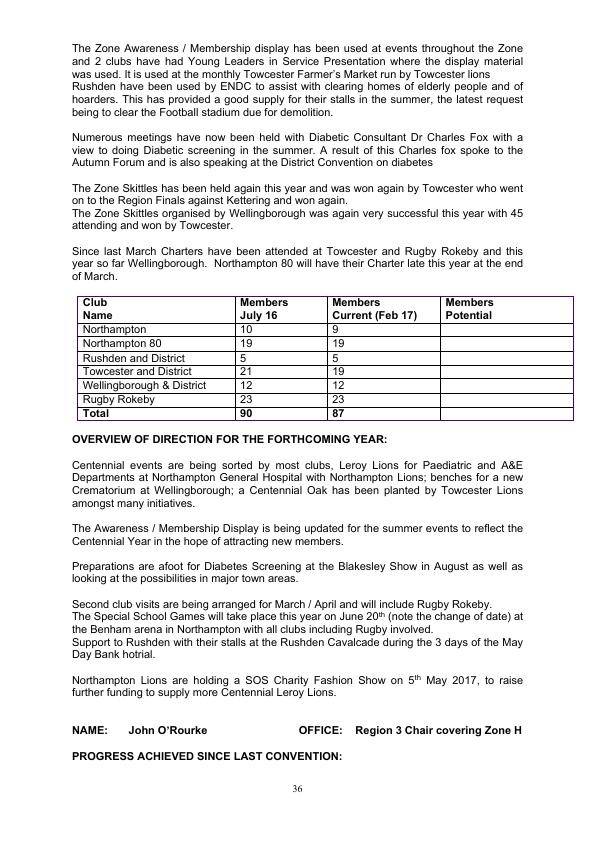 The Zone Awareness / Membership display has been used at events throughout the Zone
and 2 clubs have had Young Leaders in Service Presentation where the display material
was used. It is used at the monthly Towcester Farmer's Market run by Towcester lions
Rushden have been used by ENDC to assist with clearing homes of elderly people and of
hoarders. This has provided a good supply for their stalls in the summer, the latest request
being to clear the Football stadium due for demolition.
Numerous meetings have now been held with Diabetic Consultant Dr Charles Fox with a
view to doing Diabetic screening in the summer. A result of this Charles fox spoke to the
Autumn Forum and is also speaking at the District Convention on diabetes
The Zone Skittles has been held again this year and was won again by Towcester who went
on to the Region Finals against Kettering and won again.
The Zone Skittles organised by Wellingborough was again very successful this year with 45
attending and won by Towcester.
Since last March Charters have been attended at Towcester and Rugby Rokeby and this
year so far Wellingborough. Northampton 80 will have their Charter late this year at the end
of March.
Club Members Members Members
Name July 16 Current (Feb 17) Potential
Northampton 10 9
Northampton 80 19 19
Rushden and District 5 5
Towcester and District 21 19
Wellingborough & District 12 12
Rugby Rokeby 23 23
Total 90 87
OVERVIEW OF DIRECTION FOR THE FORTHCOMING YEAR:
Centennial events are being sorted by most clubs, Leroy Lions for Paediatric and A&E
Departments at Northampton General Hospital with Northampton Lions; benches for a new
Crematorium at Wellingborough; a Centennial Oak has been planted by Towcester Lions
amongst many initiatives.
The Awareness / Membership Display is being updated for the summer events to reflect the
Centennial Year in the hope of attracting new members.
Preparations are afoot for Diabetes Screening at the Blakesley Show in August as well as
looking at the possibilities in major town areas.
Second club visits are being arranged for March / April and will include Rugby Rokeby.
The Special School Games will take place this year on June 20th (note the change of date) at
the Benham arena in Northampton with all clubs including Rugby involved.
Support to Rushden with their stalls at the Rushden Cavalcade during the 3 days of the May
Day Bank hotrial.
Northampton Lions are holding a SOS Charity Fashion Show on 5th May 2017, to raise
further funding to supply more Centennial Leroy Lions.
NAME: John O'Rourke OFFICE: Region 3 Chair covering Zone H
PROGRESS ACHIEVED SINCE LAST CONVENTION:
36